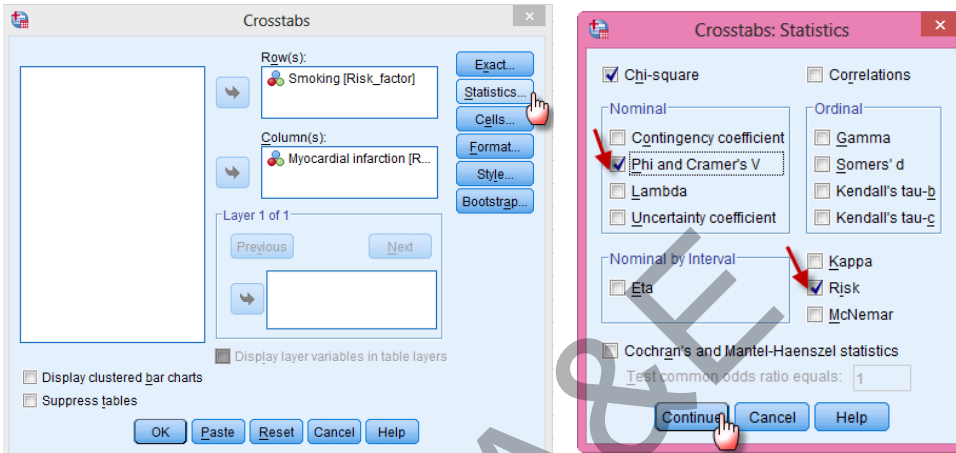 Crosstabs
Row(s):
Smoking [Risk_factor]
Column(s):
Myocardial infarction [R...
Exact...
Statistics...
Cells...
Format...
Style...
Bootstrap...
Layer 1 of 1
Previous
Next
Display layer variables in table layers
Display clustered bar charts
Suppress tables
OK
Paste
Reset
Cancel
Help
Crosstabs: Statistics
Chi-square
Correlations
Nominal
Contingency coefficient
Phi and Cramer's V
Lambda
Uncertainty coefficient
Ordinal
Gamma
Somers' d
Kendall's tau-b
Kendall's tau-c
Nominal by Interval
Eta
Kappa
Risk
McNemar
Cochran's and Mantel-Haenszel statistics
Test common odds ratio equals: 1
Continue
Cancel
Help
A&E